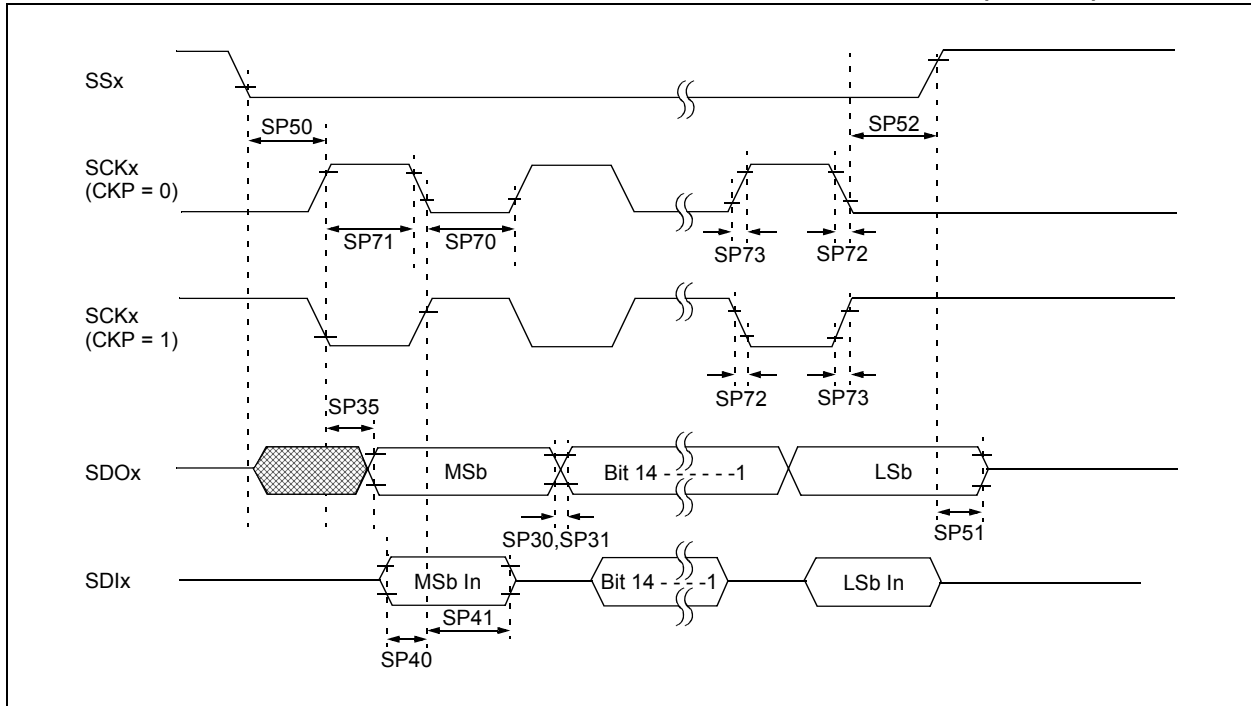 SSx
SP50
SP52
SCKx
(CKP = 0)
SP71
SP70
SP73
SP72
SCKx
(CKP = 1)
SP72
SP73
SP35
SDOx
MSb
Bit 14 - - - - - -1
LSb
SP30,SP31
SP51
SDIx
MSb In
Bit 14 - - - -1
LSb In
SP41
SP40